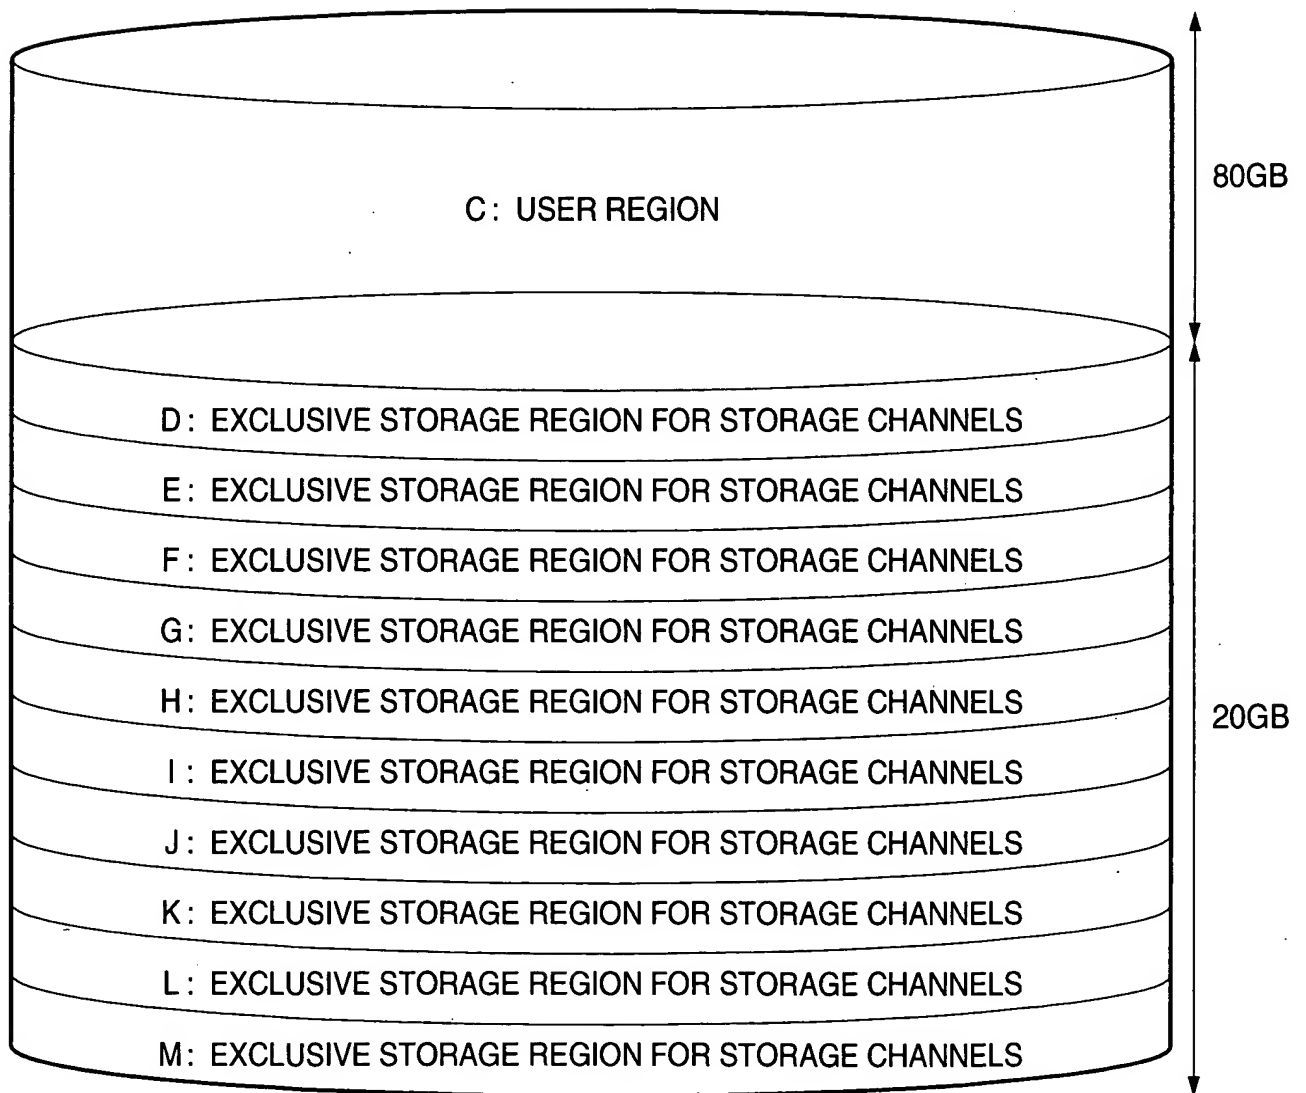 80GB
C: USER REGION
D: EXCLUSIVE STORAGE REGION FOR STORAGE CHANNELS
E: EXCLUSIVE STORAGE REGION FOR STORAGE CHANNELS
F: EXCLUSIVE STORAGE REGION FOR STORAGE CHANNELS
G: EXCLUSIVE STORAGE REGION FOR STORAGE CHANNELS
H: EXCLUSIVE STORAGE REGION FOR STORAGE CHANNELS
20GB
I: EXCLUSIVE STORAGE REGION FOR STORAGE CHANNELS
J: EXCLUSIVE STORAGE REGION FOR STORAGE CHANNELS
K: EXCLUSIVE STORAGE REGION FOR STORAGE CHANNELS
L: EXCLUSIVE STORAGE REGION FOR STORAGE CHANNELS
M: EXCLUSIVE STORAGE REGION FOR STORAGE CHANNELS